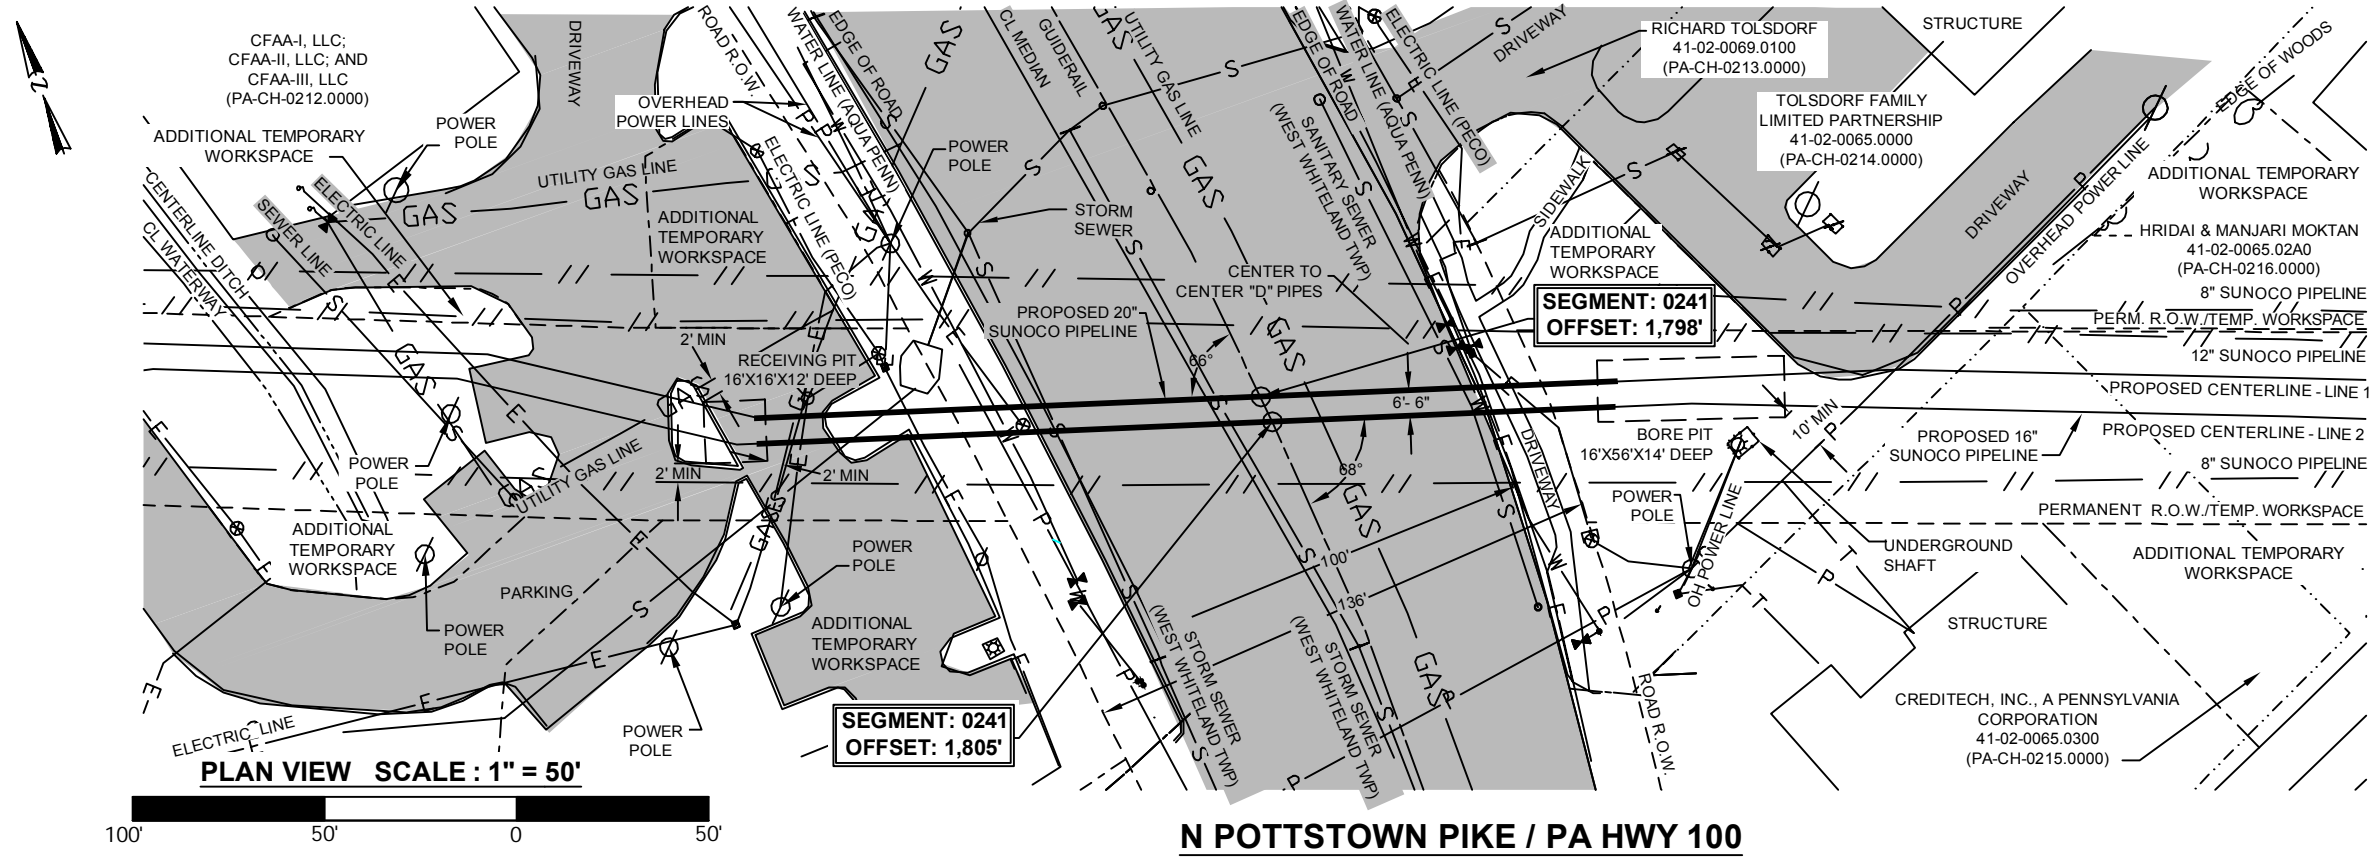 CFAA-I, LLC;
CFAA-II, LLC; AND
CFAA-III, LLC
(PA-CH-0212.0000)
N
DRIVEWAY
ADDITIONAL TEMPORARY
WORKSPACE
POWER
POLE
OVERHEAD
POWER LINES
ROAD R.O.W.
WATER LINE (AQUA PENN)
EDGE OF ROAD
GAS
CL MEDIAN
GUIDERAIL
GAS
UTILITY GAS LINE
EDGE OF ROAD
WATER LINE (AQUA PENN)
ELECTRIC LINE (PECO)
DRIVEWAY
RICHARD TOLSDORF
41-02-0069.0100
(PA-CH-0213.0000)
STRUCTURE
TOLSDORF FAMILY
LIMITED PARTNERSHIP
41-02-0065.0000
(PA-CH-0214.0000)
EDGE OF WOODS
ADDITIONAL TEMPORARY
WORKSPACE
HRIDAI & MANJARI MOKTAN
41-02-0065.02A0
(PA-CH-0216.0000)
8" SUNOCO PIPELINE
PERM. R.O.W./TEMP. WORKSPACE
12" SUNOCO PIPELINE
PROPOSED CENTERLINE - LINE 1
PROPOSED CENTERLINE - LINE 2
8" SUNOCO PIPELINE
PERMANENT R.O.W./TEMP. WORKSPACE
ADDITIONAL TEMPORARY
WORKSPACE
CENTERLINE DITCH
CL WATERWAY
SEWER LINE
ELECTRIC LINE
GAS
UTILITY GAS LINE
GAS
ADDITIONAL
TEMPORARY
WORKSPACE
ELECTRIC LINE (PECO)
GAS
POWER
POLE
STORM
SEWER
GAS
SANITARY SEWER
(WEST WHITELAND TWP)
SIDEWALK
ADDITIONAL
TEMPORARY
WORKSPACE
DRIVEWAY
OVERHEAD POWER LINE
CENTER TO
CENTER "D" PIPES
SEGMENT: 0241
OFFSET: 1,798'
PROPOSED 20"
SUNOCO PIPELINE
GAS
66°
2' MIN
RECEIVING PIT
16'X16'X12' DEEP
GAS
GAS
6'- 6"
68°
GAS
10' MIN
BORE PIT
16'X56'X14' DEEP
PROPOSED 16"
SUNOCO PIPELINE
DRIVEWAY
POWER
POLE
POWER
POLE
GAS
UTILITY GAS LINE
2' MIN
2' MIN
GAS
ADDITIONAL
TEMPORARY
WORKSPACE
PARKING
POWER
POLE
POWER
POLE
ADDITIONAL
TEMPORARY
WORKSPACE
100'
136'
STORM SEWER
(WEST WHITELAND TWP)
STORM SEWER
(WEST WHITELAND TWP)
GAS
OH POWER LINE
UNDERGROUND
SHAFT
STRUCTURE
ROAD R.O.W.
CREDITECH, INC., A PENNSYLVANIA
CORPORATION
41-02-0065.0300
(PA-CH-0215.0000)
ELECTRIC LINE
POWER
POLE
SEGMENT: 0241
OFFSET: 1,805'
PLAN VIEW SCALE : 1" = 50'
100' 50' 0 50'
N POTTSTOWN PIKE / PA HWY 100